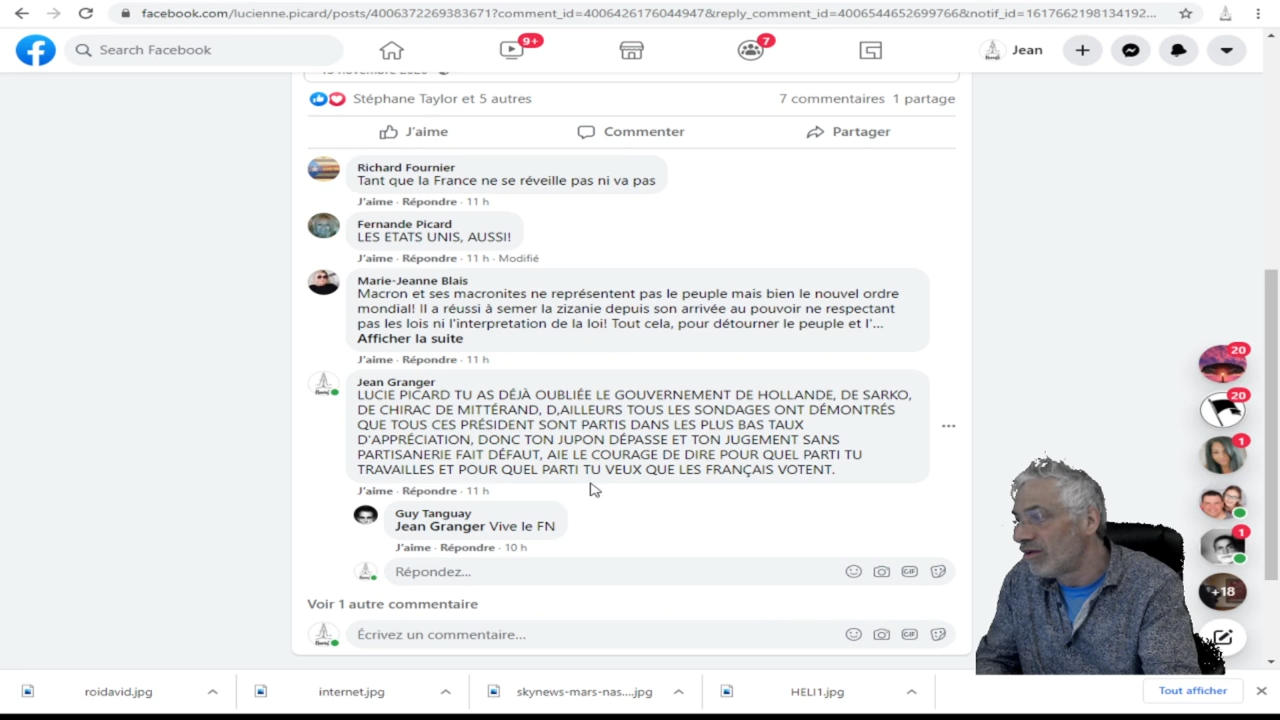 facebook.com/lucienne.picard/posts/4006372269383671?comment_id=4006426176044947&reply_comment_id=4006544652699766&notif_id=1617662198134192...
Search Facebook
9+
7
Jean
Stéphane Taylor et 5 autres
7 commentaires 1 partage
J'aime
Commenter
Partager
Richard Fournier
Tant que la France ne se réveille pas ni va pas
J'aime · Répondre · 11 h
Fernande Picard
LES ETATS UNIS, AUSSI!
J'aime · Répondre · 11 h · Modifié
Marie-Jeanne Blais
Macron et ses macronites ne représentent pas le peuple mais bien le nouvel ordre
mondial! Il a réussi à semer la zizanie depuis son arrivée au pouvoir ne respectant
pas les lois ni l'interpretation de la loi! Tout cela, pour détourner le peuple et l'...
Afficher la suite
J'aime · Répondre · 11 h
Jean Granger
LUCIE PICARD TU AS DÉJÀ OUBLIÉE LE GOUVERNEMENT DE HOLLANDE, DE SARKO,
DE CHIRAC DE MITTÉRAND, D,AILLEURS TOUS LES SONDAGES ONT DÉMONTRÉS
QUE TOUS CES PRÉSIDENT SONT PARTIS DANS LES PLUS BAS TAUX
D'APPRÉCIATION, DONC TON JUPON DÉPASSE ET TON JUGEMENT SANS
PARTISANERIE FAIT DÉFAUT, AIE LE COURAGE DE DIRE POUR QUEL PARTI TU
TRAVAILLES ET POUR QUEL PARTI TU VEUX QUE LES FRANÇAIS VOTENT.
J'aime · Répondre · 11 h
Guy Tanguay
Jean Granger Vive le FN
J'aime · Répondre · 10 h
Répondez...
GIF
Voir 1 autre commentaire
Écrivez un commentaire...
GIF
20
20
1
1
+18
roidavid.jpg
internet.jpg
skynews-mars-nas....jpg
HELI1.jpg
Tout afficher